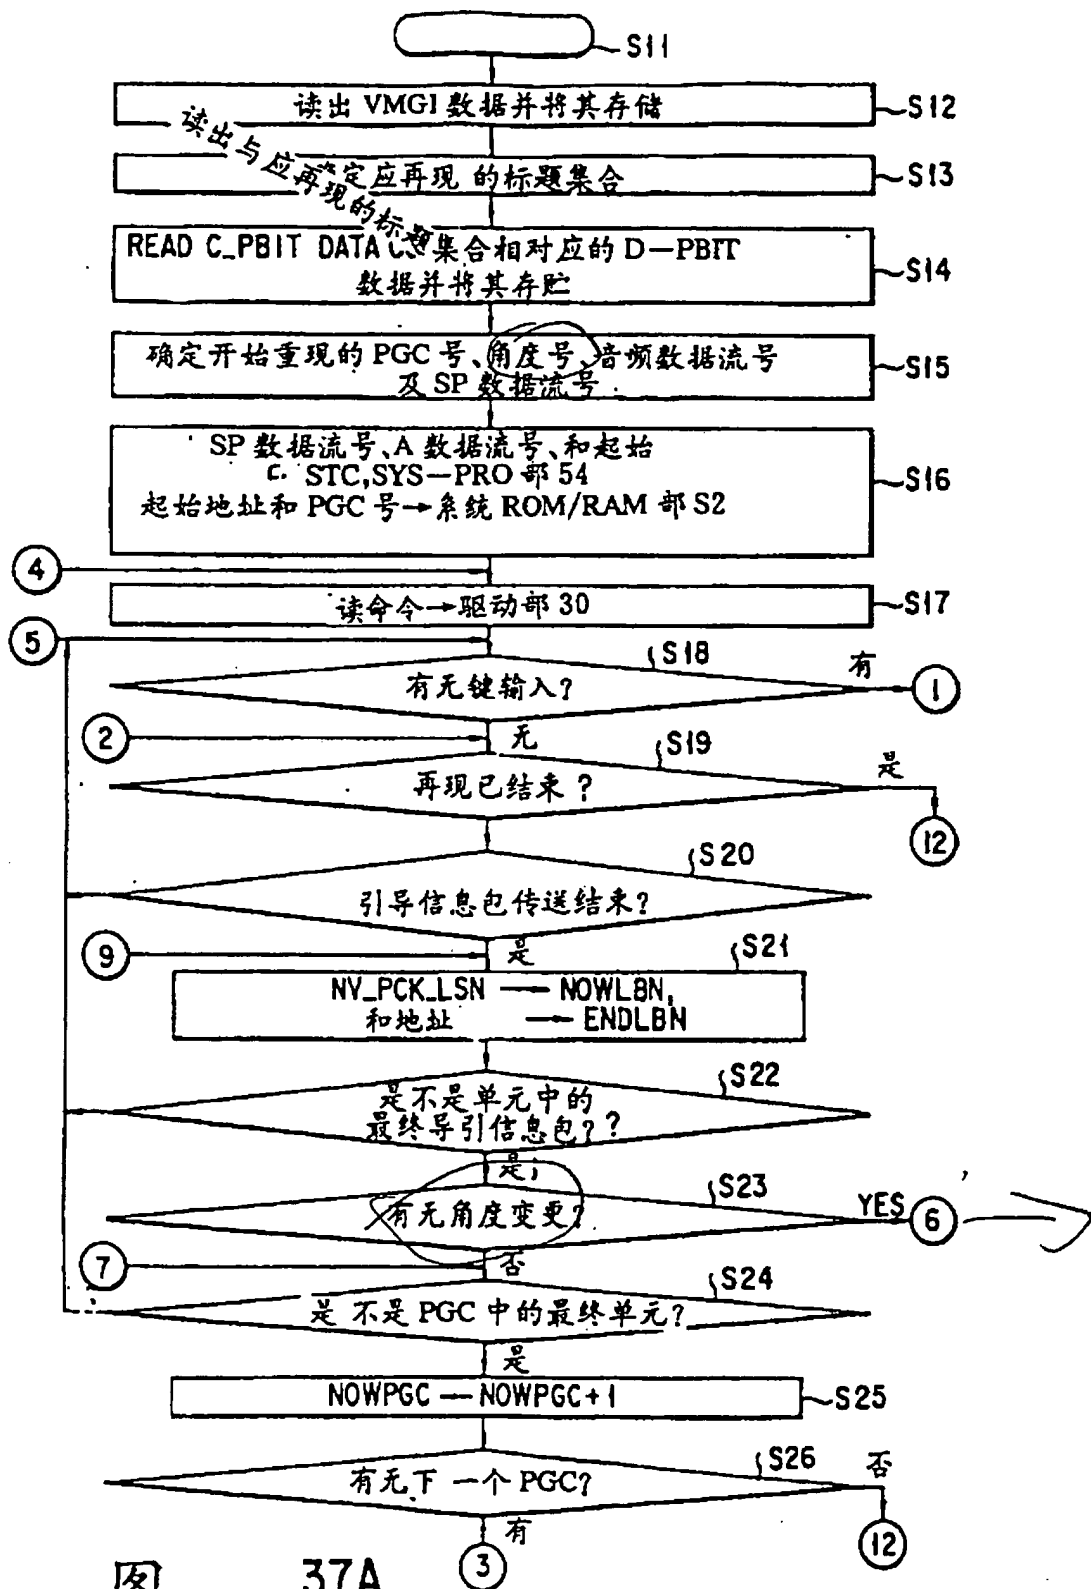 S11
读出 VMGI 数据并将其存储
S12
读出与应再现的标题
定应再现 的标题集合
S13
READ C_PBIT DATA
集合相对应的 D—PBIT
数据并将其存贮
S14
确定开始重现的 PGC 号、角度号、音频数据流号
及 SP 数据流号
S15
SP 数据流号、A 数据流号、和起始
C. STC,SYS—PRO 部 54
起始地址和 PGC 号→系统 ROM/RAM 部 S2
S16
4
读命令→驱动部 30
S17
5
S18
有无键输入?
有
1
2
无
S19
再现已结束?
是
12
S20
引导信息包传送结束?
9
是
S21
NV_PCK_LSN → NOWLBN,
和地址 → ENDLBN
S22
是不是单元中的
最终导引信息包??
是;
S23
有无角度变更?
YES
6
7
否
S24
是 不是 PGC 中的最终单元?
是
NOWPGC — NOWPGC+1
S25
S26
有无下 一个 PGC?
否
有
12
3
图 37A